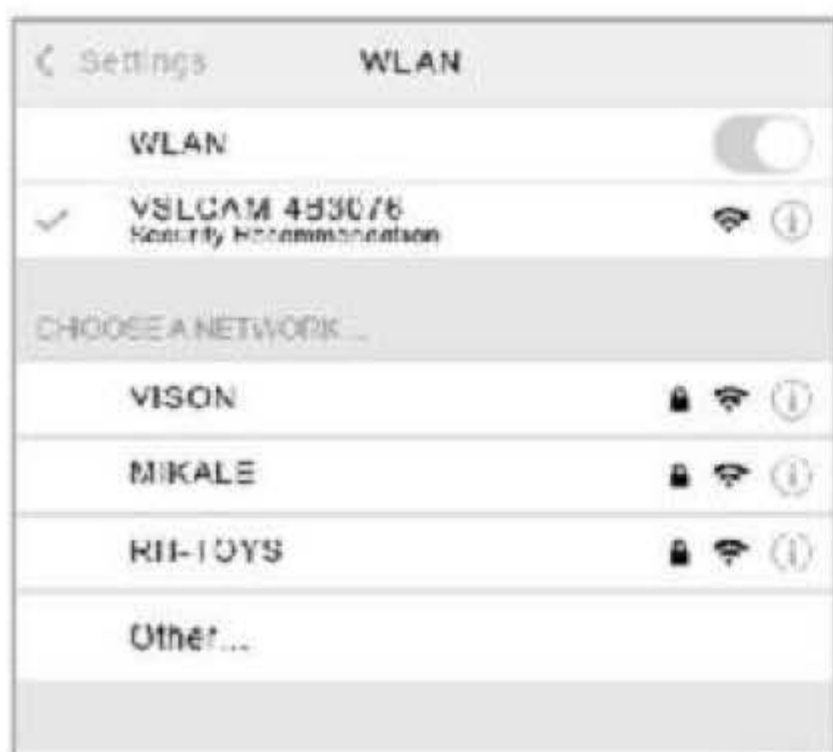 Settings WLAN
WLAN
VSLCAM 483076
Security Recommendation
CHOOSE A NETWORK...
VISON
MIKALE
RH-TOYS
Other...